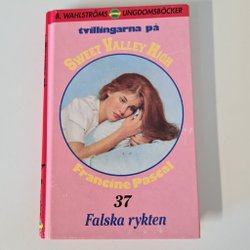 B. WAHLSTRÖMS UNGDOMSBÖCKER
tvillingarna på
SWEET VALLEY HIGH
Francine Pascal
37
Falska rykten